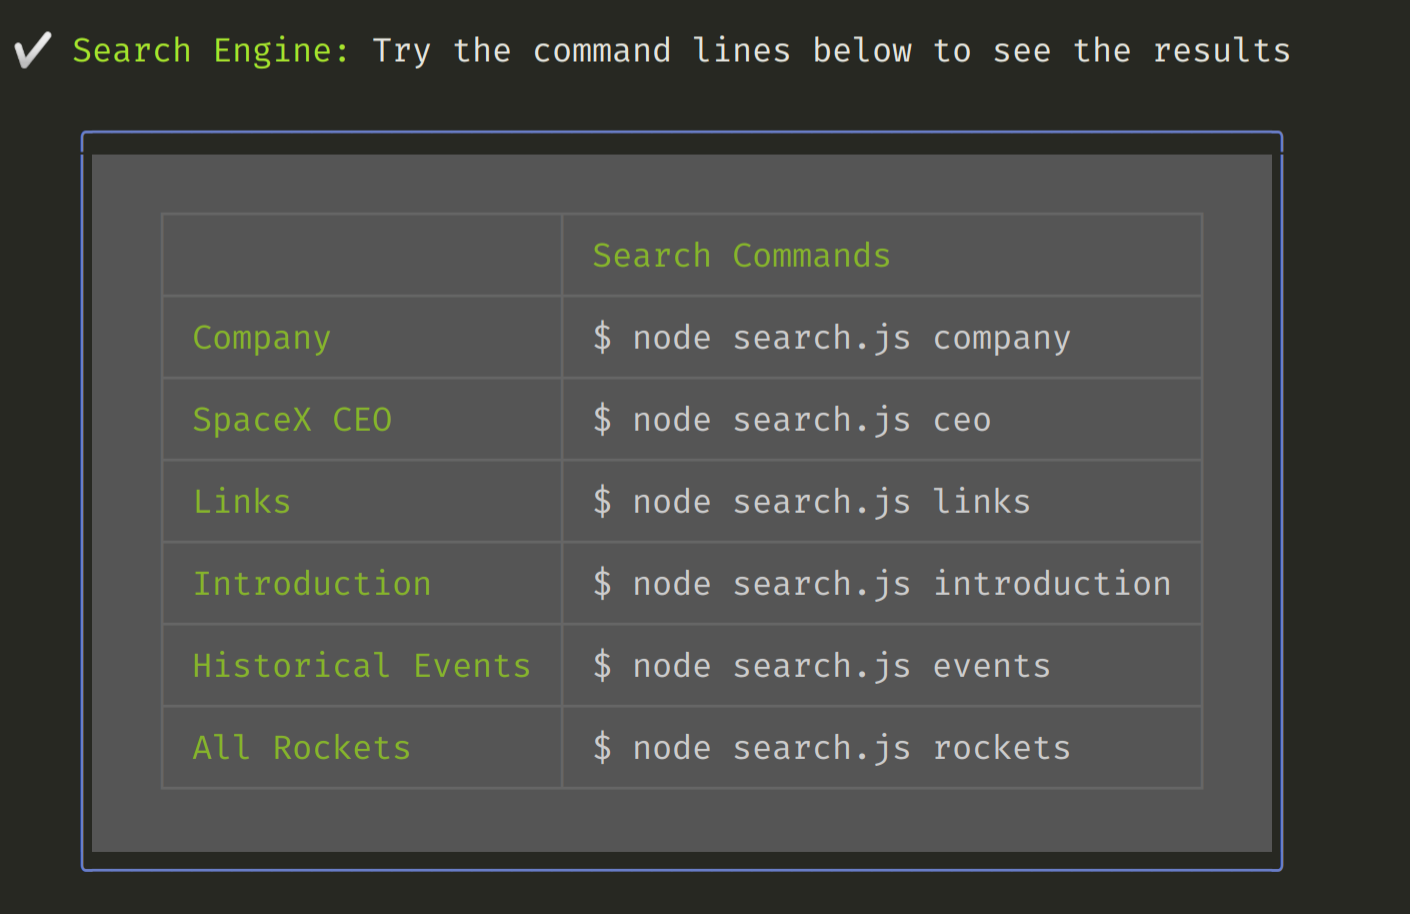 ✔ Search Engine: Try the command lines below to see the results
Search Commands
Company $ node search.js company
SpaceX CEO $ node search.js ceo
Links $ node search.js links
Introduction $ node search.js introduction
Historical Events $ node search.js events
All Rockets $ node search.js rockets